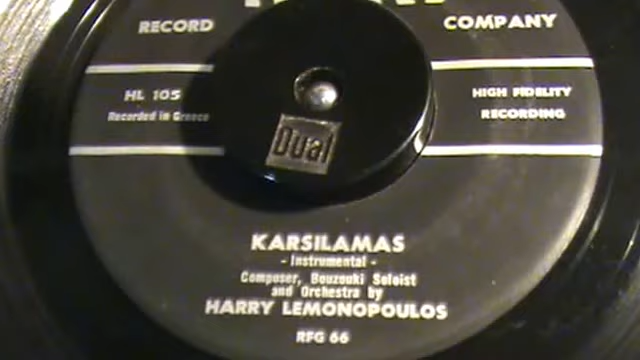 RECORD COMPANY
HL 105
Recorded in Greece
HIGH FIDELITY
RECORDING
Dual
KARSILAMAS
- Instrumental -
Composer, Bouzouki Soloist
and Orchestra by
HARRY LEMONOPOULOS
RFG 66